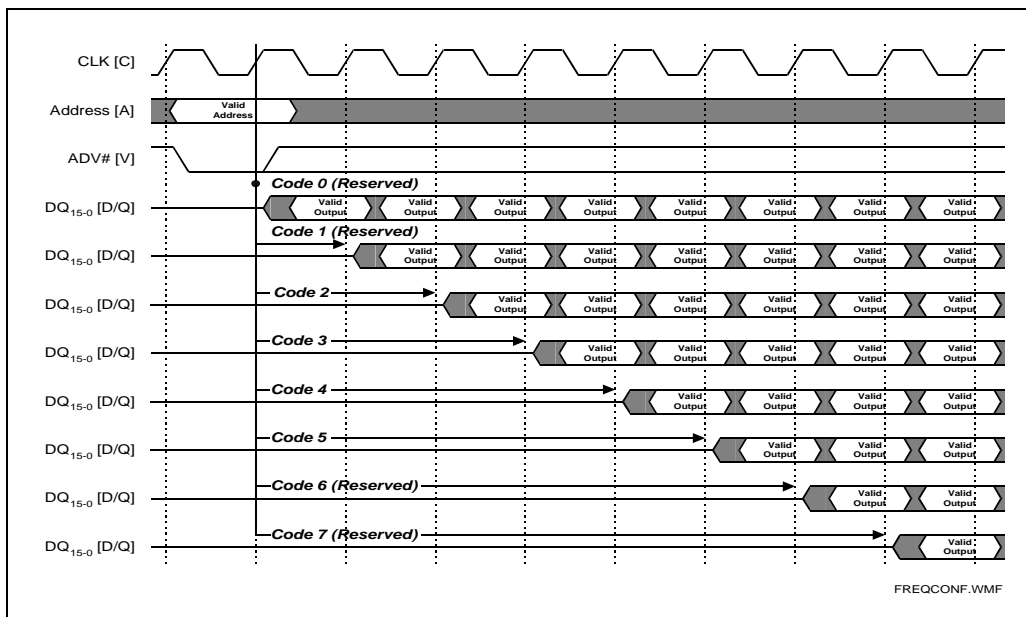 CLK [C]
Address [A]
Valid
Address
ADV# [V]
Code 0 (Reserved)
DQ15-0 [D/Q]
Valid Output Valid Output Valid Output Valid Output Valid Output Valid Output Valid Output Valid Output
Code 1 (Reserved)
DQ15-0 [D/Q]
Valid Output Valid Output Valid Output Valid Output Valid Output Valid Output Valid Output
Code 2
DQ15-0 [D/Q]
Valid Output Valid Output Valid Output Valid Output Valid Output Valid Output
Code 3
DQ15-0 [D/Q]
Valid Output Valid Output Valid Output Valid Output Valid Output
Code 4
DQ15-0 [D/Q]
Valid Output Valid Output Valid Output Valid Output
Code 5
DQ15-0 [D/Q]
Valid Output Valid Output Valid Output
Code 6 (Reserved)
DQ15-0 [D/Q]
Valid Output Valid Output
Code 7 (Reserved)
DQ15-0 [D/Q]
Valid Output
FREQCONF.WMF